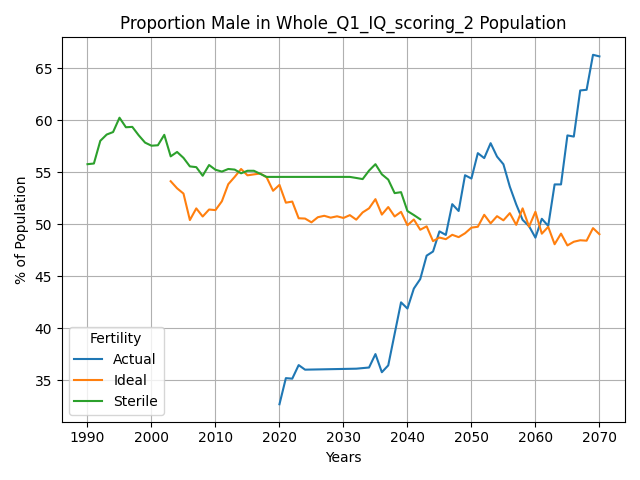 Proportion Male in Whole_Q1_IQ_scoring_2 Population
% of Population
65
60
55
50
45
40
35
Fertility
Actual
Ideal
Sterile
1990 2000 2010 2020 2030 2040 2050 2060 2070
Years